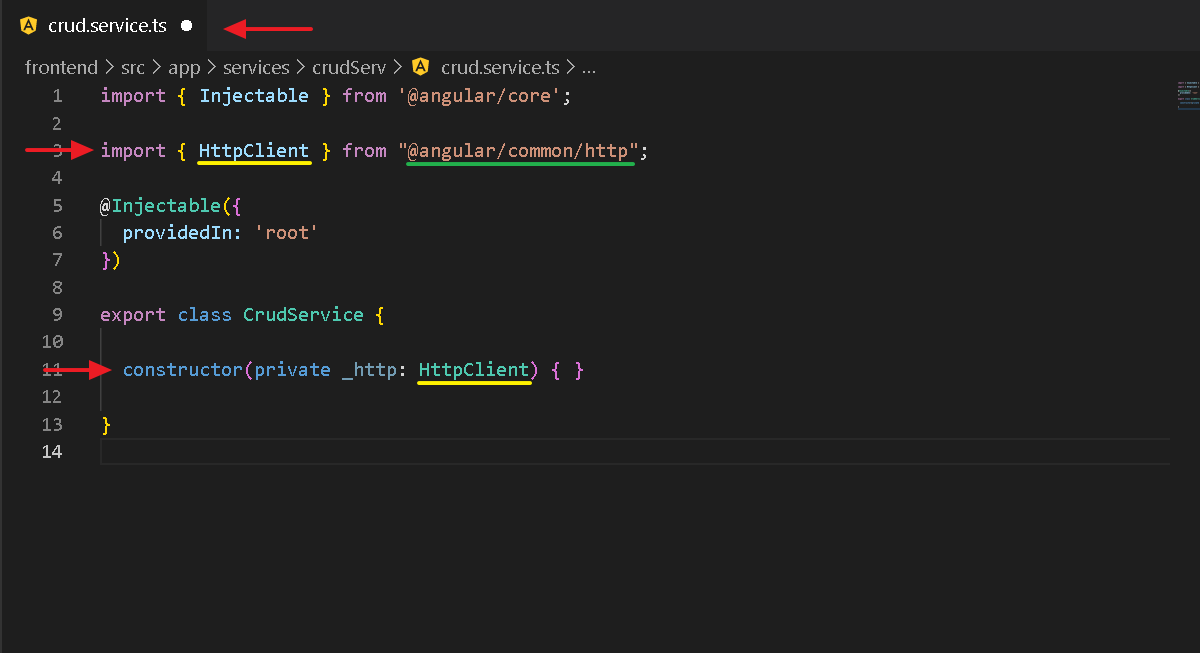 crud.service.ts
frontend > src > app > services > crudServ > crud.service.ts > ...
1 import { Injectable } from '@angular/core';
2
3 import { HttpClient } from "@angular/common/http";
4
5 @Injectable({
6 providedIn: 'root'
7 })
8
9 export class CrudService {
10
11 constructor(private _http: HttpClient) { }
12
13 }
14